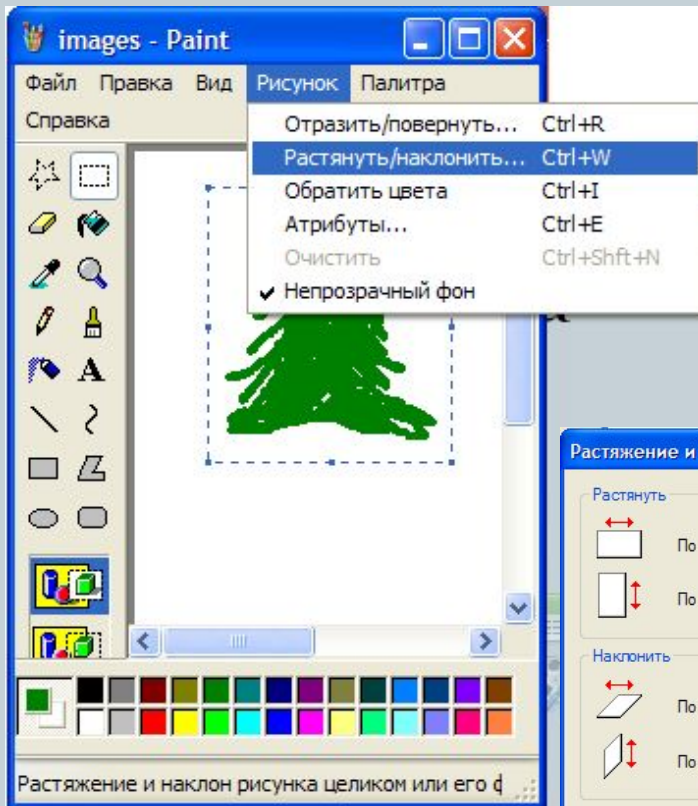 images - Paint
Файл Правка Вид Рисунок Палитра
Справка
Отразить/повернуть... Ctrl+R
Растянуть/наклонить... Ctrl+W
Обратить цвета Ctrl+I
Атрибуты... Ctrl+E
Очистить Ctrl+Shft+N
Непрозрачный фон
A
Растяжение и наклон рисунка целиком или его ф
Растяжение и
Растянуть
По
По
Наклонить
По
По